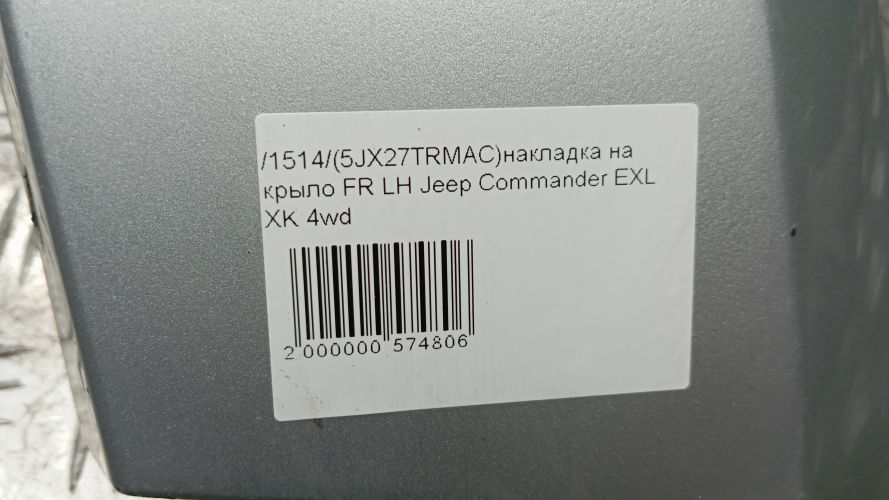 /1514/(5JX27TRMAC)накладка на
крыло FR LH Jeep Commander EXL
XK 4wd
2 000000 574806